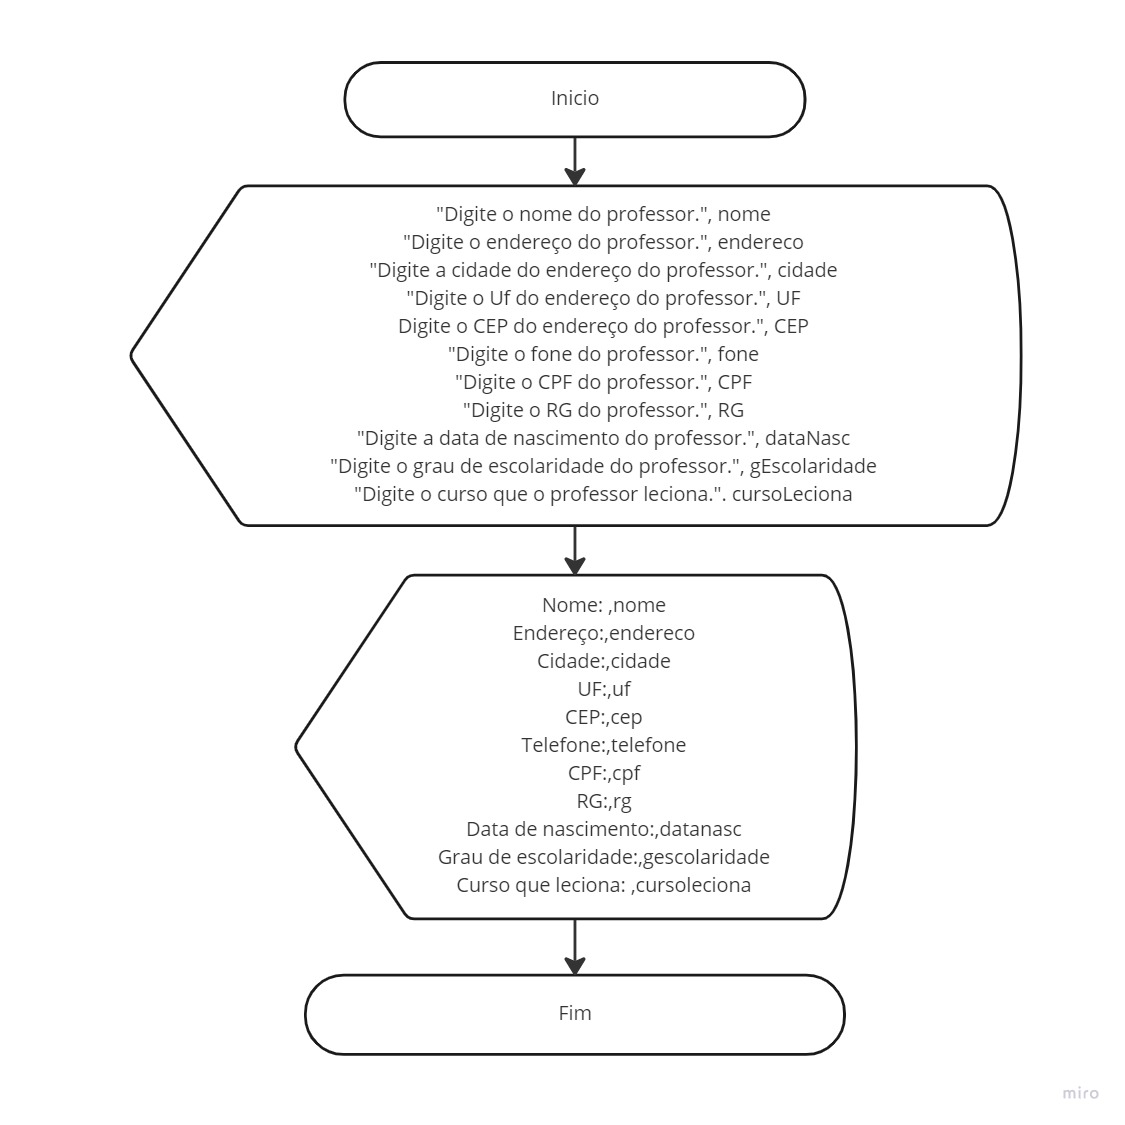 Inicio
"Digite o nome do professor.", nome
"Digite o endereço do professor.", endereco
"Digite a cidade do endereço do professor.", cidade
"Digite o Uf do endereço do professor.", UF
Digite o CEP do endereço do professor.", CEP
"Digite o fone do professor.", fone
"Digite o CPF do professor.", CPF
"Digite o RG do professor.", RG
"Digite a data de nascimento do professor.", dataNasc
"Digite o grau de escolaridade do professor.", gEscolaridade
"Digite o curso que o professor leciona.". cursoLeciona
Nome: ,nome
Endereço:,endereco
Cidade:,cidade
UF:,uf
CEP:,cep
Telefone:,telefone
CPF:,cpf
RG:,rg
Data de nascimento:,datanasc
Grau de escolaridade:,gescolaridade
Curso que leciona: ,cursoleciona
Fim
miro